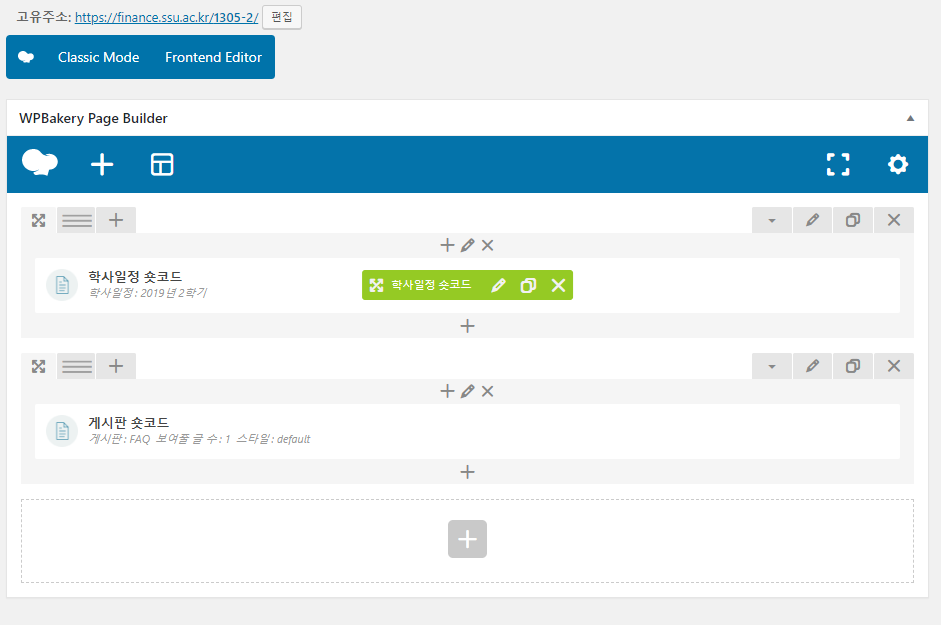 고유주소: https://finance.ssu.ac.kr/1305-2/ 편집
Classic Mode Frontend Editor
WPBakery Page Builder
학사일정 숏코드
학사일정 : 2019년 2학기
학사일정 숏코드
게시판 숏코드
게시판 : FAQ 보여줄 글 수 : 1 스타일 : default